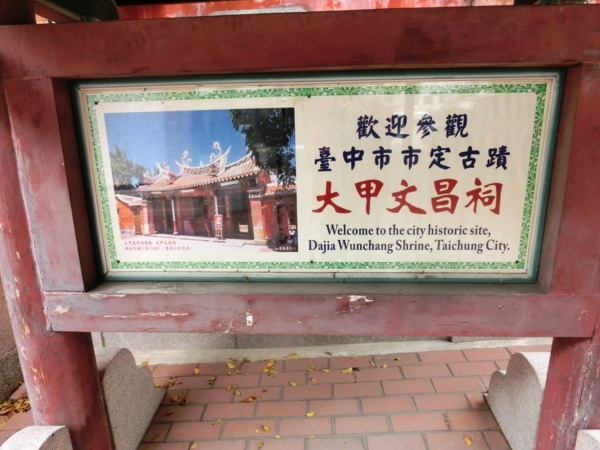 歡迎參觀
臺中市市定古蹟
大甲文昌祠
Welcome to the city historic site,
Dajia Wunchang Shrine, Taichung City.